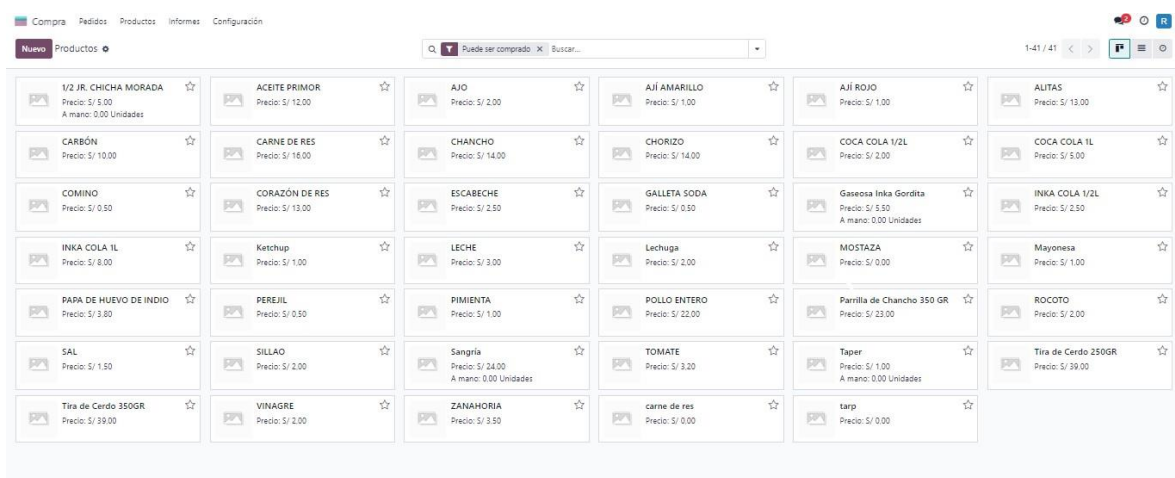 Compra Pedidos Productos Informes Configuración 2 R
Nuevo Productos Puede ser comprado × Buscar... 1-41 / 41
1/2 JR. CHICHA MORADA
Precio: S/ 5,00
A mano: 0,00 Unidades
ACEITE PRIMOR
Precio: S/ 12,00
AJO
Precio: S/ 2,00
AJÍ AMARILLO
Precio: S/ 1,00
AJÍ ROJO
Precio: S/ 1,00
ALITAS
Precio: S/ 13,00
CARBÓN
Precio: S/ 10,00
CARNE DE RES
Precio: S/ 16,00
CHANCHO
Precio: S/ 14,00
CHORIZO
Precio: S/ 14,00
COCA COLA 1/2L
Precio: S/ 2,00
COCA COLA 1L
Precio: S/ 5,00
COMINO
Precio: S/ 0,50
CORAZÓN DE RES
Precio: S/ 13,00
ESCABECHE
Precio: S/ 2,50
GALLETA SODA
Precio: S/ 0,50
Gaseosa Inka Gordita
Precio: S/ 5,50
A mano: 0,00 Unidades
INKA COLA 1/2L
Precio: S/ 2,50
INKA COLA 1L
Precio: S/ 8,00
Ketchup
Precio: S/ 1,00
LECHE
Precio: S/ 3,00
Lechuga
Precio: S/ 2,00
MOSTAZA
Precio: S/ 0,00
Mayonesa
Precio: S/ 1,00
PAPA DE HUEVO DE INDIO
Precio: S/ 3,80
PEREJIL
Precio: S/ 0,50
PIMIENTA
Precio: S/ 1,00
POLLO ENTERO
Precio: S/ 22,00
Parrilla de Chancho 350 GR
Precio: S/ 23,00
ROCOTO
Precio: S/ 2,00
SAL
Precio: S/ 1,50
SILLAO
Precio: S/ 2,00
Sangría
Precio: S/ 24,00
A mano: 0,00 Unidades
TOMATE
Precio: S/ 3,20
Taper
Precio: S/ 1,00
A mano: 0,00 Unidades
Tira de Cerdo 250GR
Precio: S/ 39,00
Tira de Cerdo 350GR
Precio: S/ 39,00
VINAGRE
Precio: S/ 2,00
ZANAHORIA
Precio: S/ 3,50
carne de res
Precio: S/ 0,00
tarp
Precio: S/ 0,00